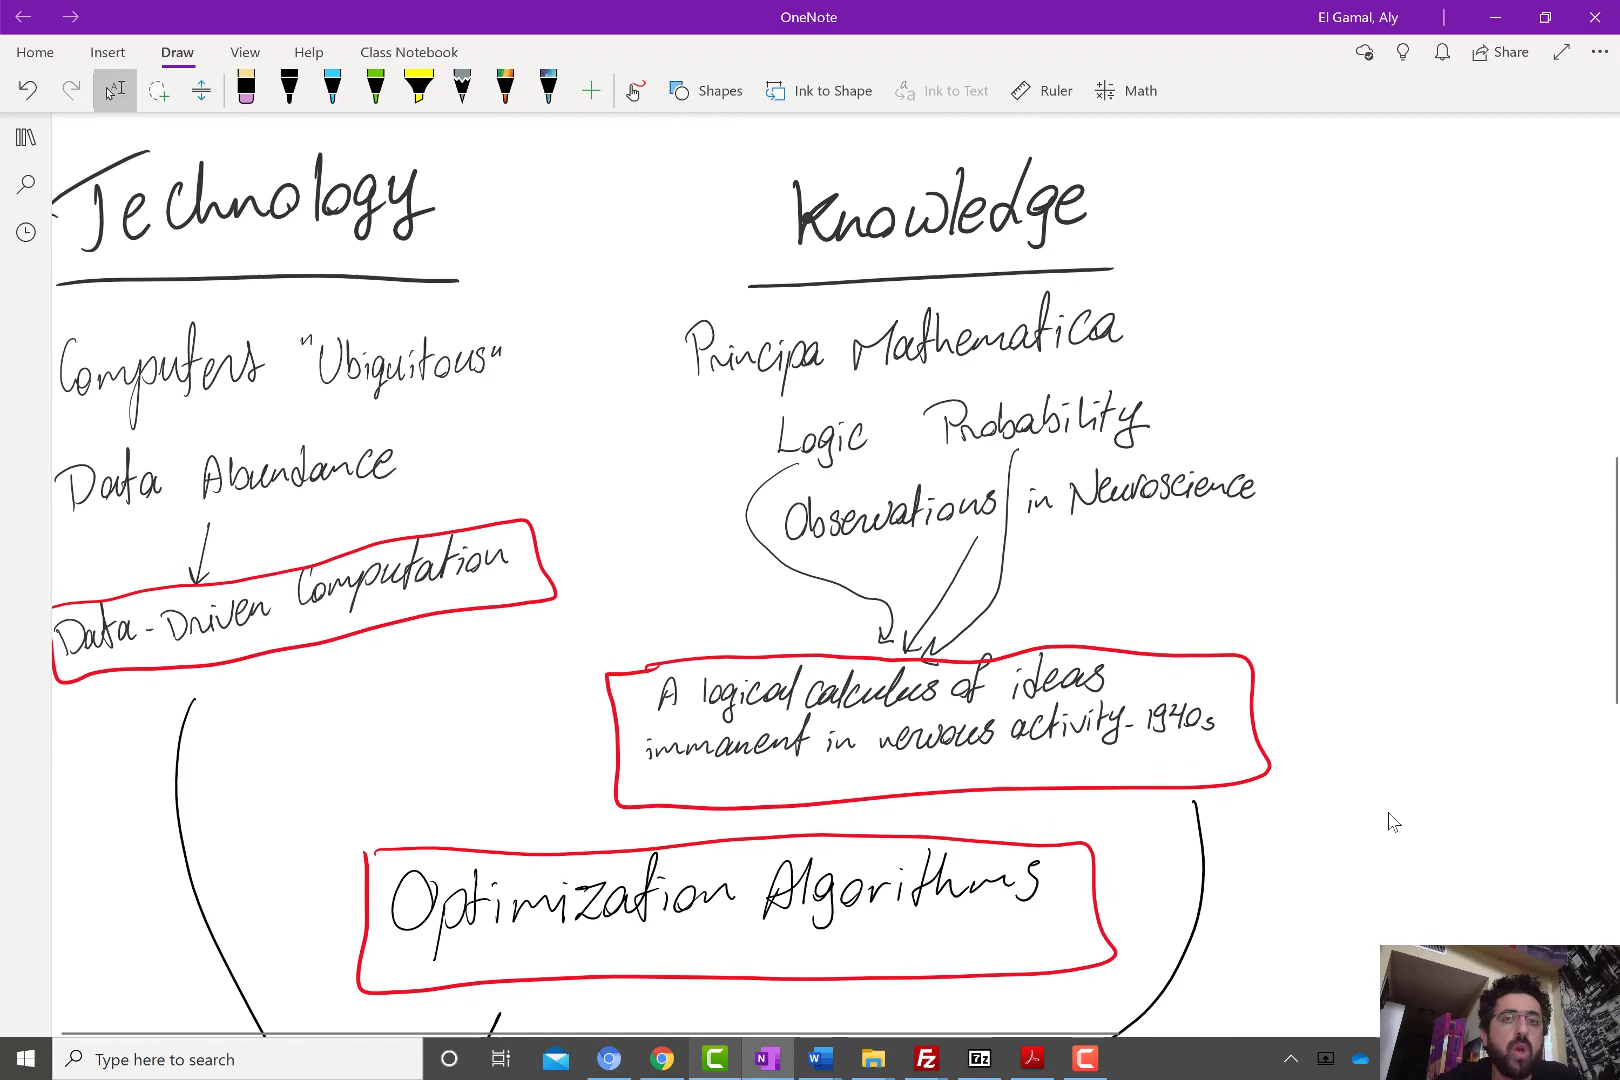 OneNote
El Gamal, Aly
Home Insert Draw View Help Class Notebook
Share
Shapes Ink to Shape Ink to Text Ruler Math
Technology
Knowledge
Computers "Ubiquitous"
Data Abundance
Data-Driven Computation
Principa Mathematica
Logic Probability
Observations in Neuroscience
A logical calculus of ideas
immanent in nervous activity - 1940s
Optimization Algorithms
Type here to search